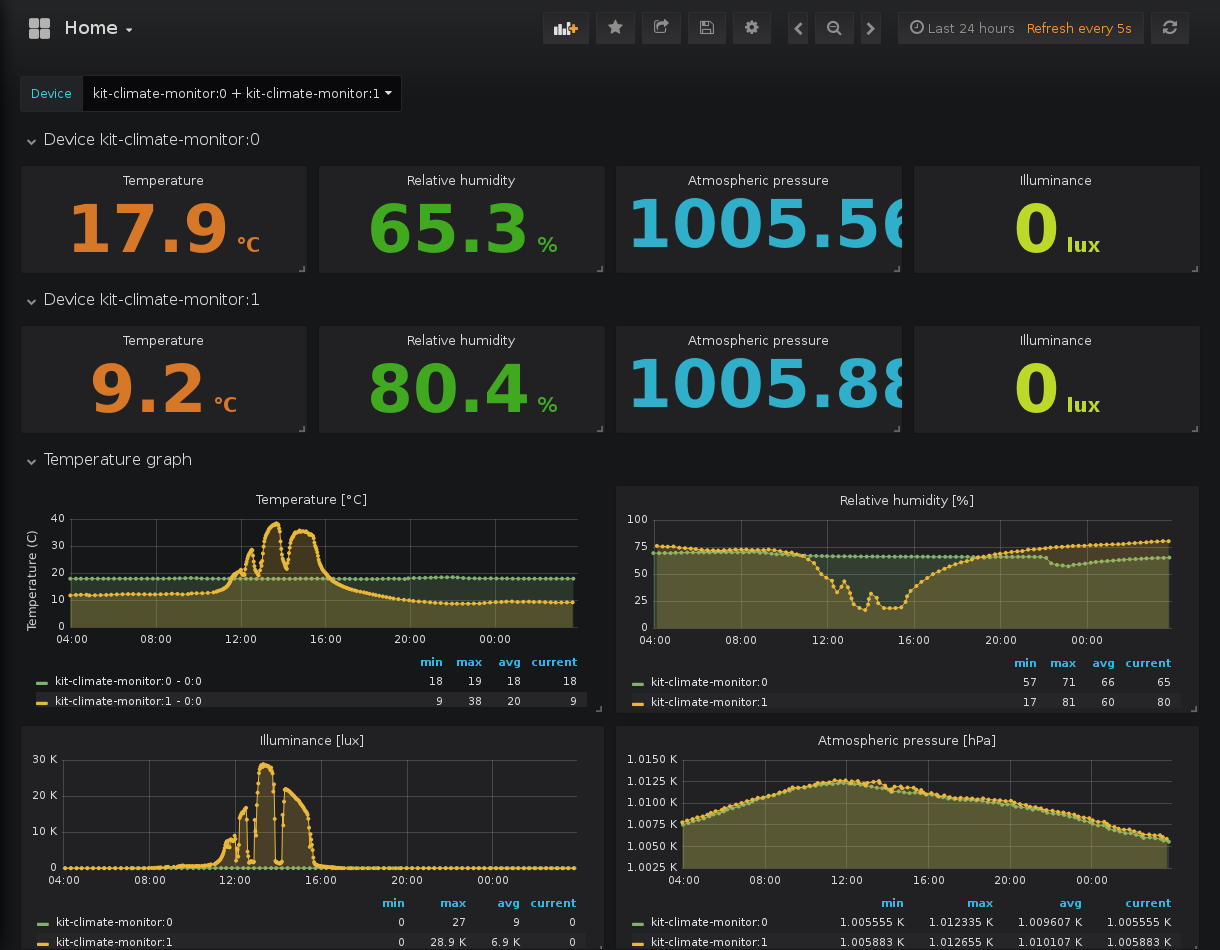 Home
Last 24 hours Refresh every 5s
Device kit-climate-monitor:0 + kit-climate-monitor:1
Device kit-climate-monitor:0
Temperature Relative humidity Atmospheric pressure Illuminance
17.9 °C 65.3 % 1005.56 0 lux
Device kit-climate-monitor:1
Temperature Relative humidity Atmospheric pressure Illuminance
9.2 °C 80.4 % 1005.88 0 lux
Temperature graph
Temperature [°C]
Temperature (C)
40
30
20
10
0
04:00 08:00 12:00 16:00 20:00 00:00
min max avg current
kit-climate-monitor:0 - 0:0 18 19 18 18
kit-climate-monitor:1 - 0:0 9 38 20 9
Relative humidity [%]
100
75
50
25
0
04:00 08:00 12:00 16:00 20:00 00:00
min max avg current
kit-climate-monitor:0 57 71 66 65
kit-climate-monitor:1 17 81 60 80
Illuminance [lux]
30 K
20 K
10 K
0
04:00 08:00 12:00 16:00 20:00 00:00
min max avg current
kit-climate-monitor:0 0 27 9 0
kit-climate-monitor:1 0 28.9 K 6.9 K 0
Atmospheric pressure [hPa]
1.0150 K
1.0125 K
1.0100 K
1.0075 K
1.0050 K
1.0025 K
04:00 08:00 12:00 16:00 20:00 00:00
min max avg current
kit-climate-monitor:0 1.005555 K 1.012335 K 1.009607 K 1.005555 K
kit-climate-monitor:1 1.005883 K 1.012655 K 1.010107 K 1.005883 K